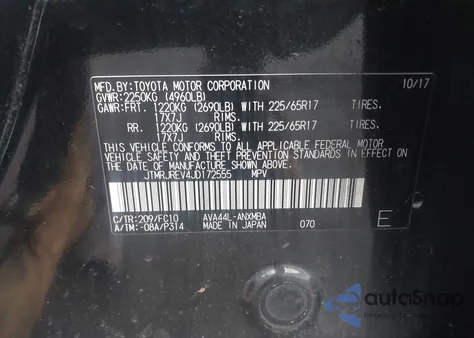 MFD.BY:TOYOTA MOTOR CORPORATION 10/17
GVWR:2250KG (4960LB)
GAWR:FRT. 1220KG (2690LB) WITH 225/65R17 TIRES.
17X7J RIMS.
RR. 1220KG (2690LB) WITH 225/65R17 TIRES.
17X7J RIMS.
THIS VEHICLE CONFORMS TO ALL APPLICABLE FEDERAL MOTOR
VEHICLE SAFETY AND THEFT PREVENTION STANDARDS IN EFFECT ON
THE DATE OF MANUFACTURE SHOWN ABOVE.
JTMRJREV4JD172555 MPV
C/TR:209/FC10 AVA44L-ANXMBA
A/TM:-08A/P314 MADE IN JAPAN 070 E
autoSnap